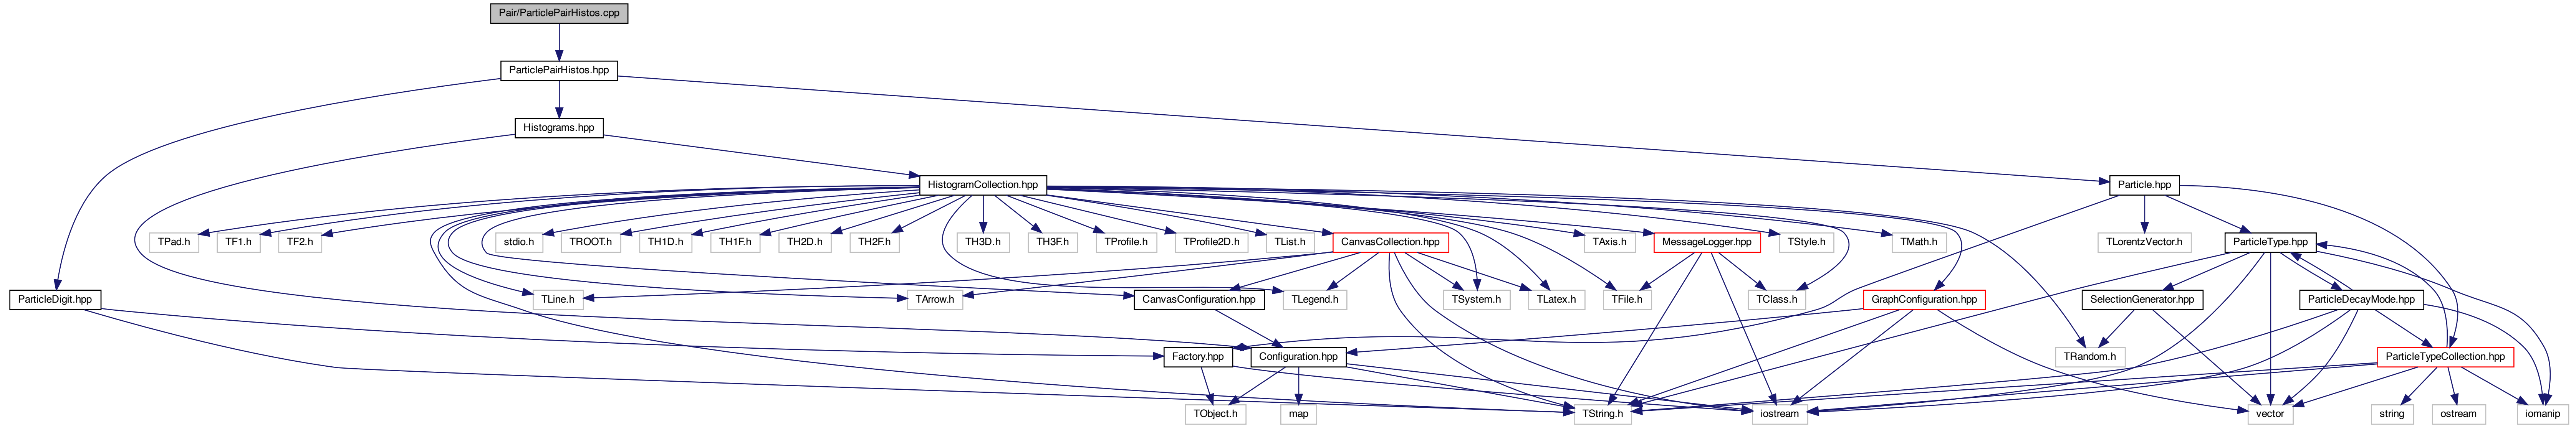 Pair/ParticlePairHistos.cpp
ParticlePairHistos.hpp
Histograms.hpp
HistogramCollection.hpp
Particle.hpp
TPad.h
TF1.h
TF2.h
stdio.h
TROOT.h
TH1D.h
TH1F.h
TH2D.h
TH2F.h
TH3D.h
TH3F.h
TProfile.h
TProfile2D.h
TList.h
CanvasCollection.hpp
TAxis.h
MessageLogger.hpp
TStyle.h
TMath.h
TLorentzVector.h
ParticleType.hpp
ParticleDigit.hpp
TLine.h
TArrow.h
CanvasConfiguration.hpp
TLegend.h
TSystem.h
TLatex.h
TFile.h
TClass.h
GraphConfiguration.hpp
SelectionGenerator.hpp
ParticleDecayMode.hpp
Factory.hpp
Configuration.hpp
TRandom.h
ParticleTypeCollection.hpp
TObject.h
map
TString.h
iostream
vector
string
ostream
iomanip